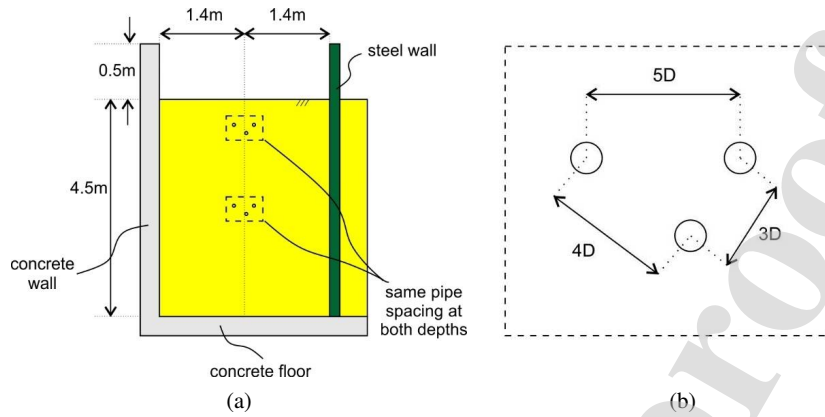 1.4m
1.4m
steel wall
0.5m
4.5m
concrete
wall
same pipe
spacing at
both depths
concrete floor
(a)
5D
4D
3D
(b)
proof